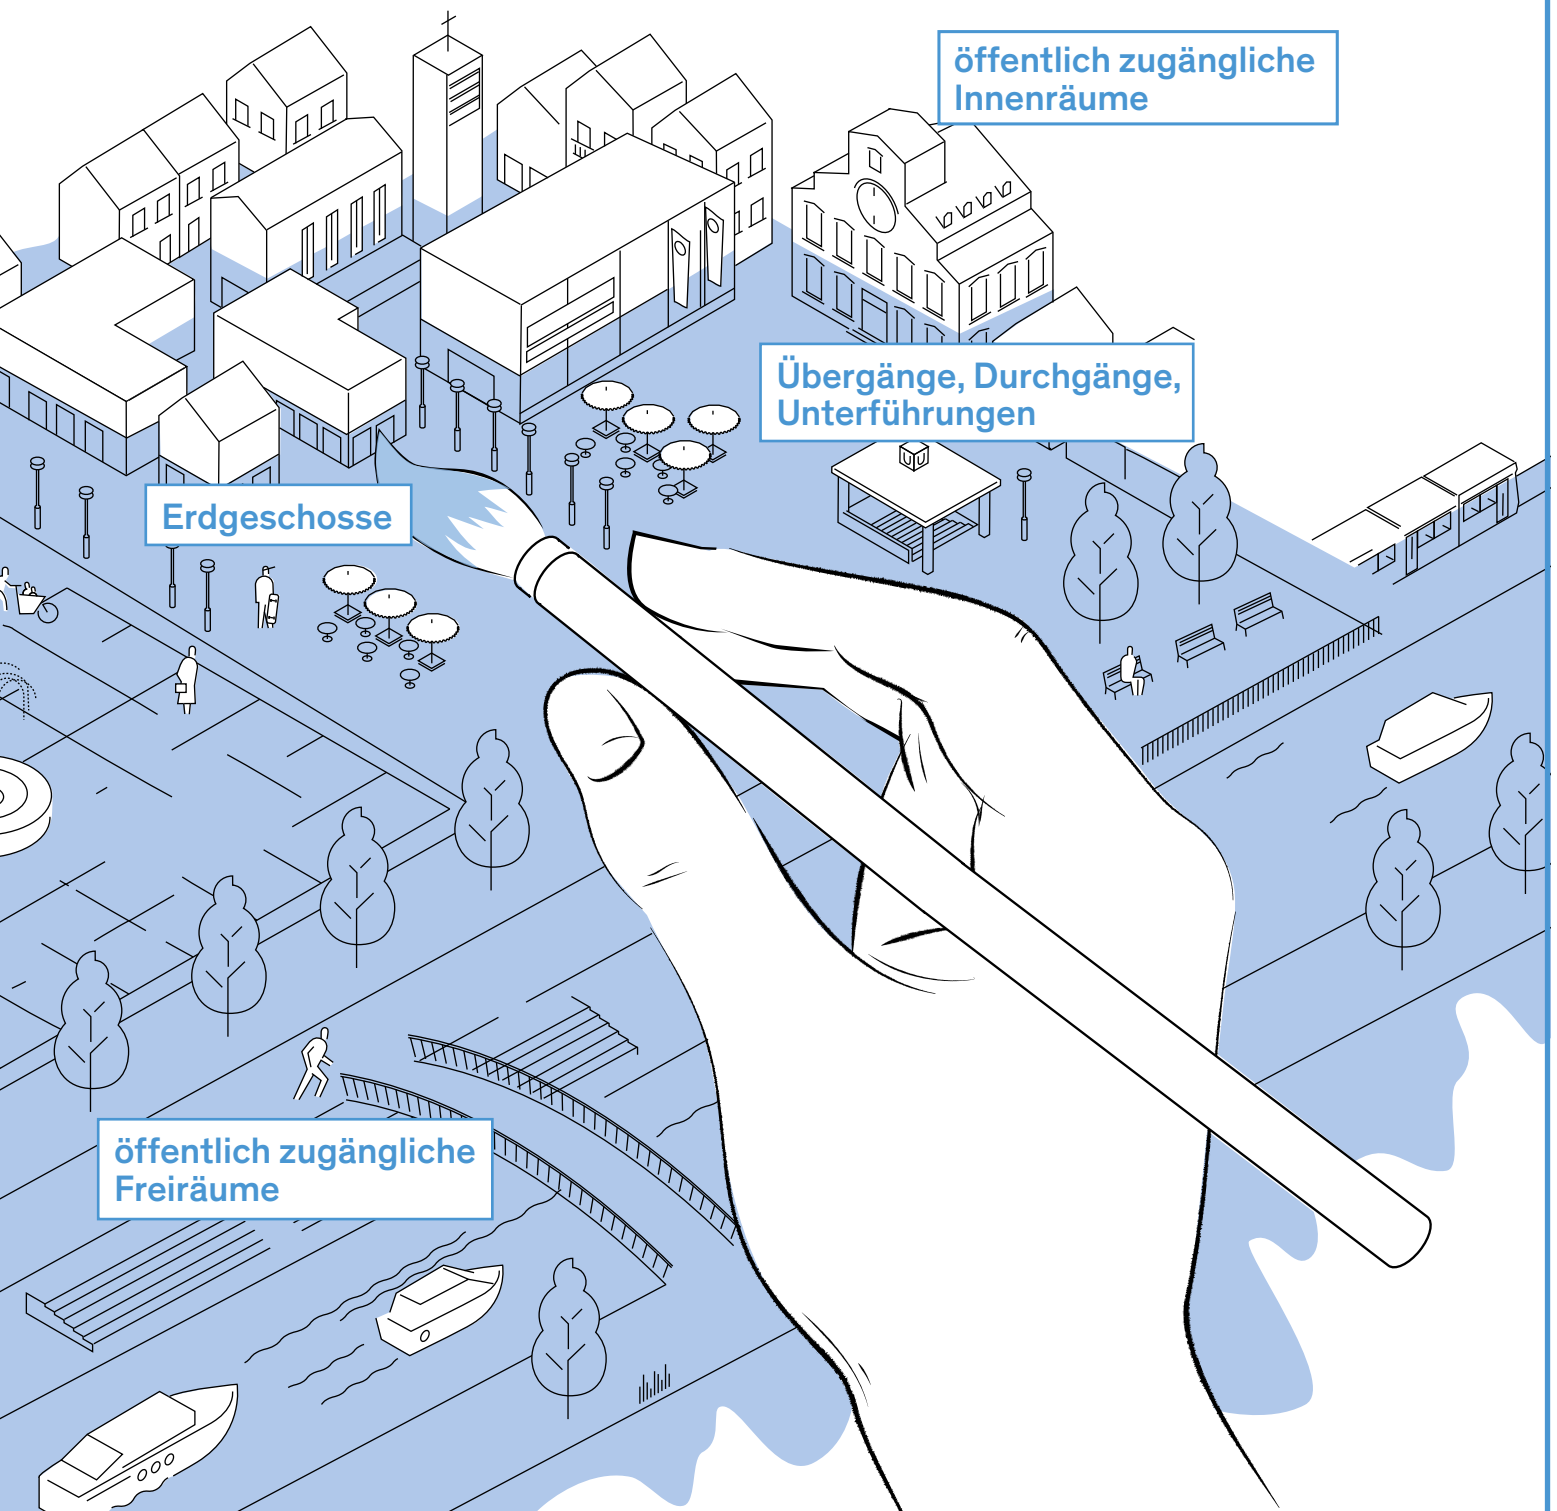 öffentlich zugängliche
Innenräume
Übergänge, Durchgänge,
Unterführungen
Erdgeschosse
öffentlich zugängliche
Freiräume